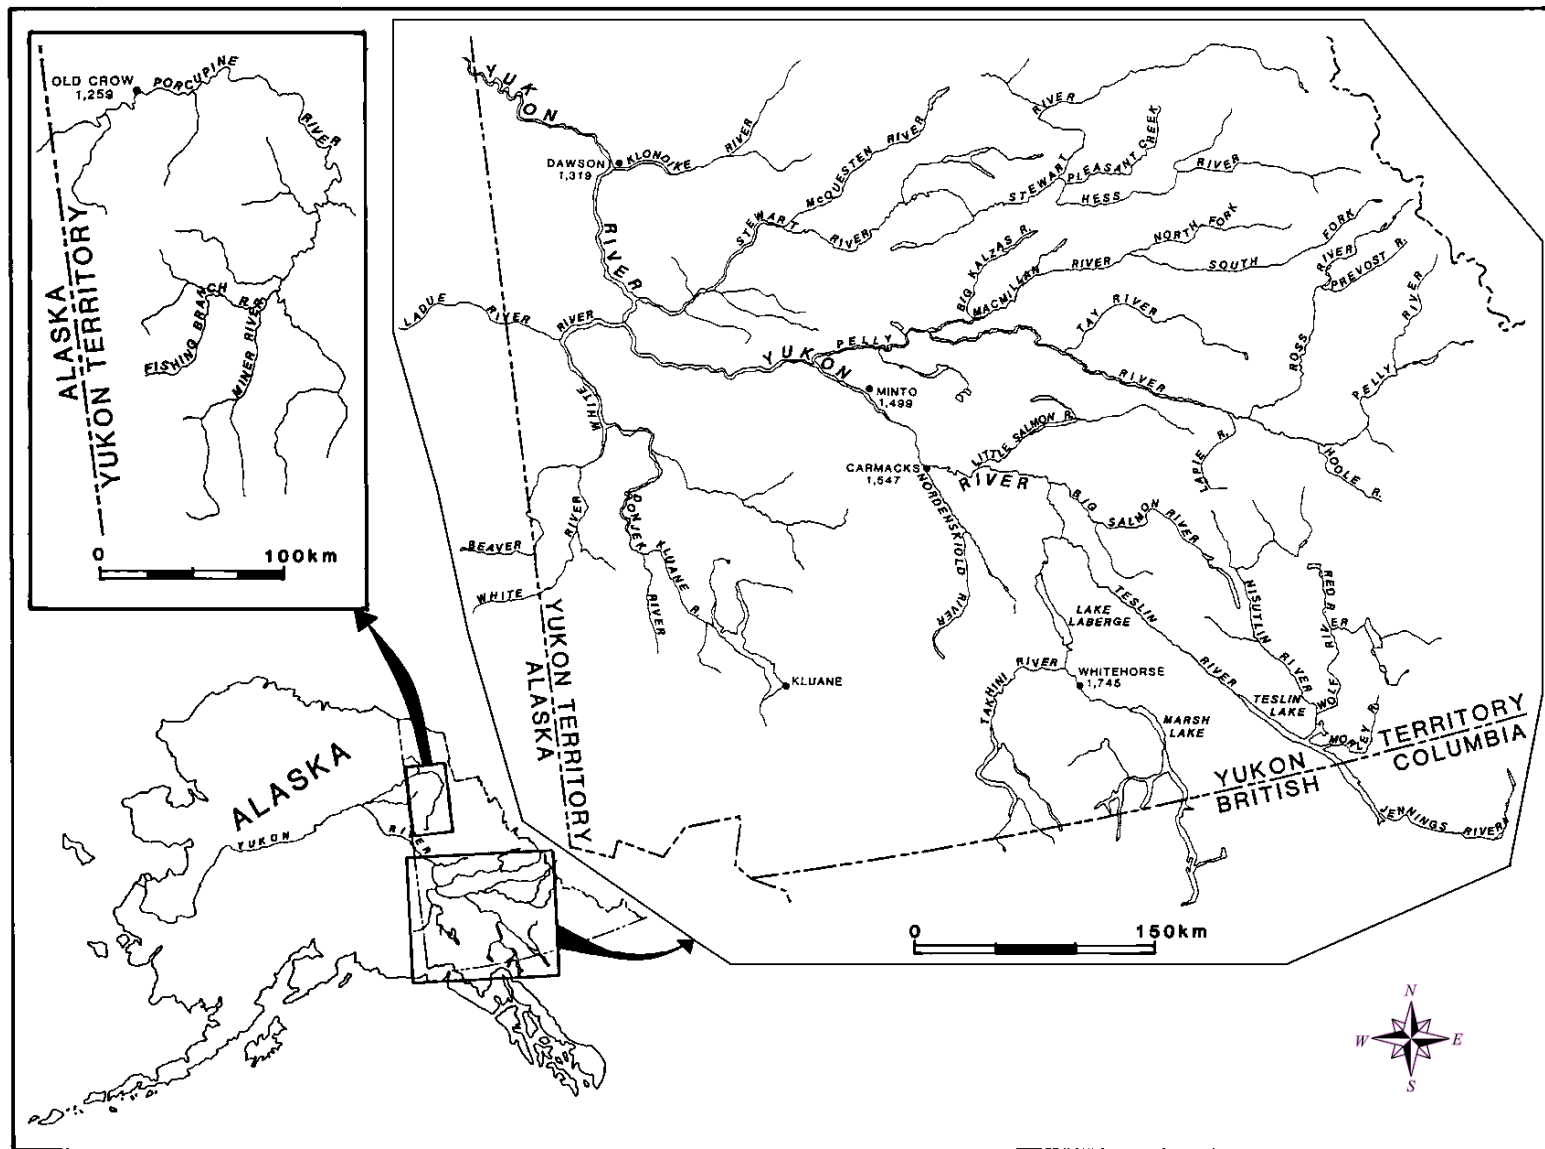 OLD CROW
1,259
PORCUPINE
RIVER
ALASKA
YUKON TERRITORY
FISHING BRANCH R.
MINER RIVER
0 100km
YUKON
RIVER
DAWSON
1,319
KLONDIKE RIVER
McQUESTEN RIVER
STEWART RIVER
STEWART
RIVER
PLEASANT CREEK
HESS RIVER
NORTH FORK
SOUTH FORK
BIG KALZAS R.
MACMILLAN RIVER
ROSS RIVER
PREVOST R.
PELLY RIVER
TAY RIVER
LADUE RIVER
WHITE RIVER
PELLY
RIVER
YUKON
RIVER
MINTO
1,499
LITTLE SALMON R.
CARMACKS
1,547
NORDENSKIOLD RIVER
LAPIE R.
HOOLE R.
BIG SALMON RIVER
DONJEK
RIVER
KLUANE R.
BEAVER
WHITE
RIVER
YUKON TERRITORY
ALASKA
KLUANE
LAKE
LABERGE
TESLIN RIVER
NISUTLIN RIVER
RED RIVER
WOLF
TAKHINI RIVER
WHITEHORSE
1,745
MARSH
LAKE
TESLIN
LAKE
MORLEY R.
YUKON TERRITORY
BRITISH COLUMBIA
JENNINGS RIVER
0 150km
ALASKA
YUKON RIVER
N
W E
S